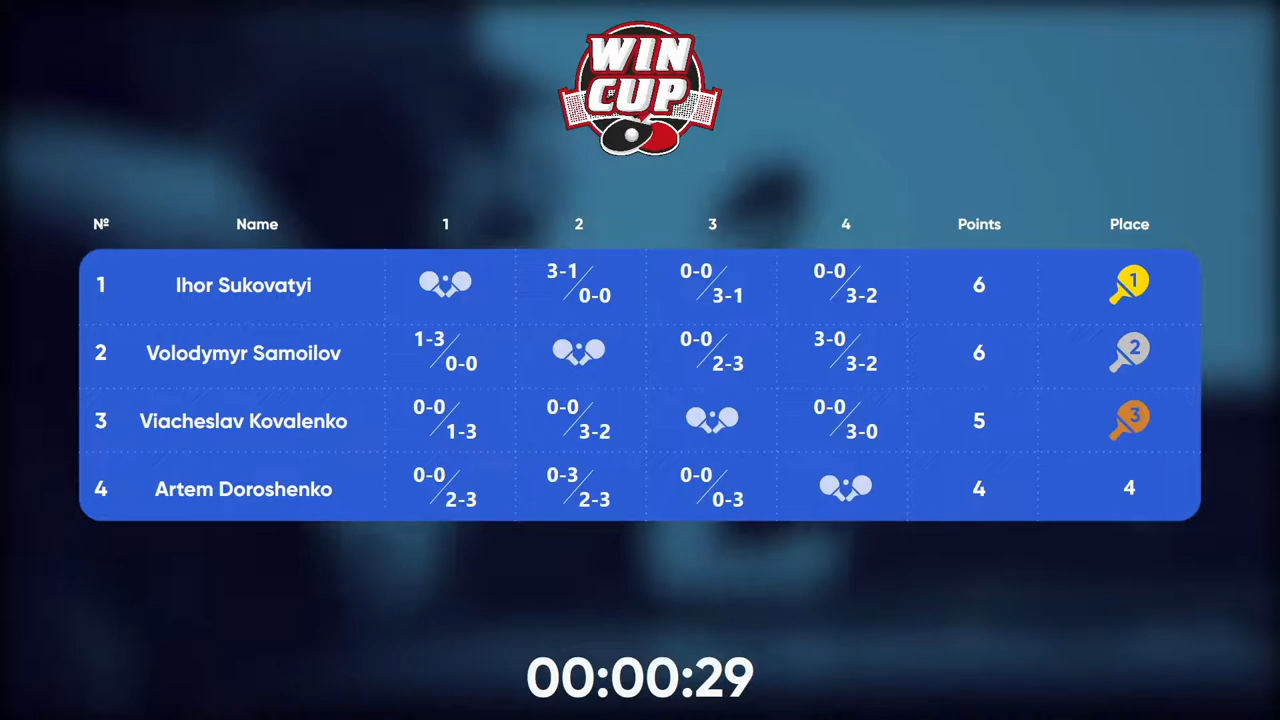 WIN
CUP
Nº Name 1 2 3 4 Points Place
1 Ihor Sukovatyi 3-1/0-0 0-0/3-1 0-0/3-2 6 1
2 Volodymyr Samoilov 1-3/0-0 0-0/2-3 3-0/3-2 6 2
3 Viacheslav Kovalenko 0-0/1-3 0-0/3-2 0-0/3-0 5 3
4 Artem Doroshenko 0-0/2-3 0-3/2-3 0-0/0-3 4 4
00:00:29